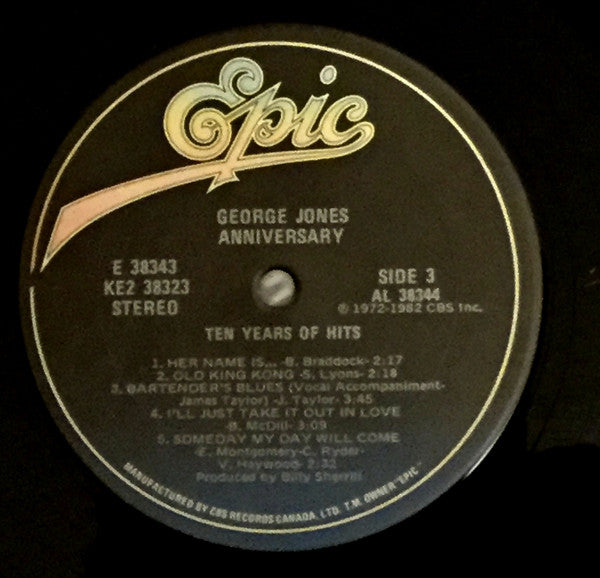 Epic
GEORGE JONES
ANNIVERSARY
E 38343
KE2 38323
STEREO
SIDE 3
AL 38344
℗ 1972-1982 CBS Inc.
TEN YEARS OF HITS
1. HER NAME IS... -B. Braddock- 2:17
2. OLD KING KONG -S. Lyons- 2:18
3. BARTENDER'S BLUES (Vocal Accompaniment-
James Taylor) -J. Taylor- 3:45
4. I'LL JUST TAKE IT OUT IN LOVE
-B. McDill- 3:09
5. SOMEDAY MY DAY WILL COME
-E. Montgomery-C. Ryder-
V. Haywood- 2:32
Produced by Billy Sherrill
MANUFACTURED BY CBS RECORDS CANADA, LTD. T.M. OWNER "EPIC"